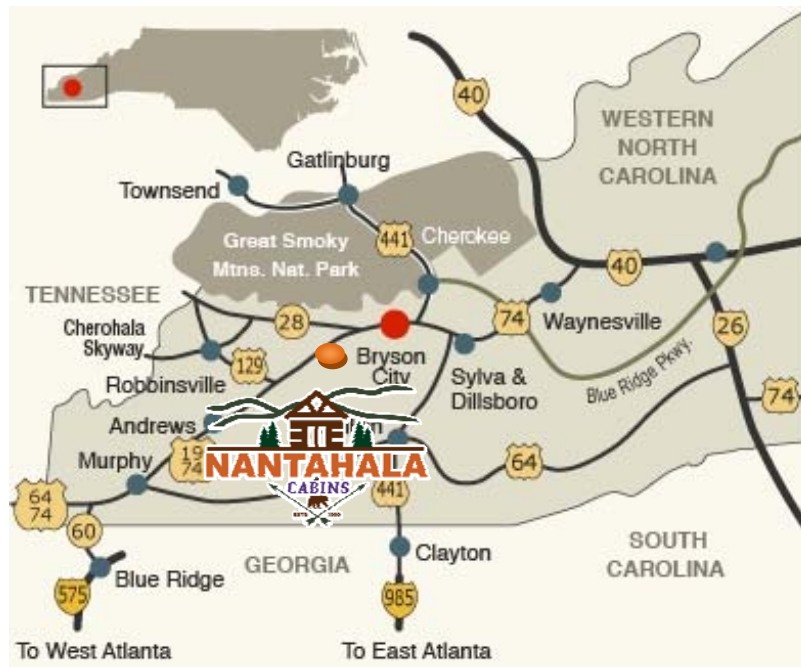 40
WESTERN
NORTH
CAROLINA
Gatlinburg
Townsend
441
Cherokee
Great Smoky
Mtns. Nat. Park
40
TENNESSEE
28
74
Waynesville
26
Cherohala
Skyway
129
Bryson
City
Robbinsville
Sylva &
Dillsboro
Blue Ridge Pkwy.
74
Andrews
19
74
Murphy
NANTAHALA
CABINS
64
441
64
74
60
GEORGIA
Clayton
SOUTH
CAROLINA
Blue Ridge
575
985
To West Atlanta
To East Atlanta